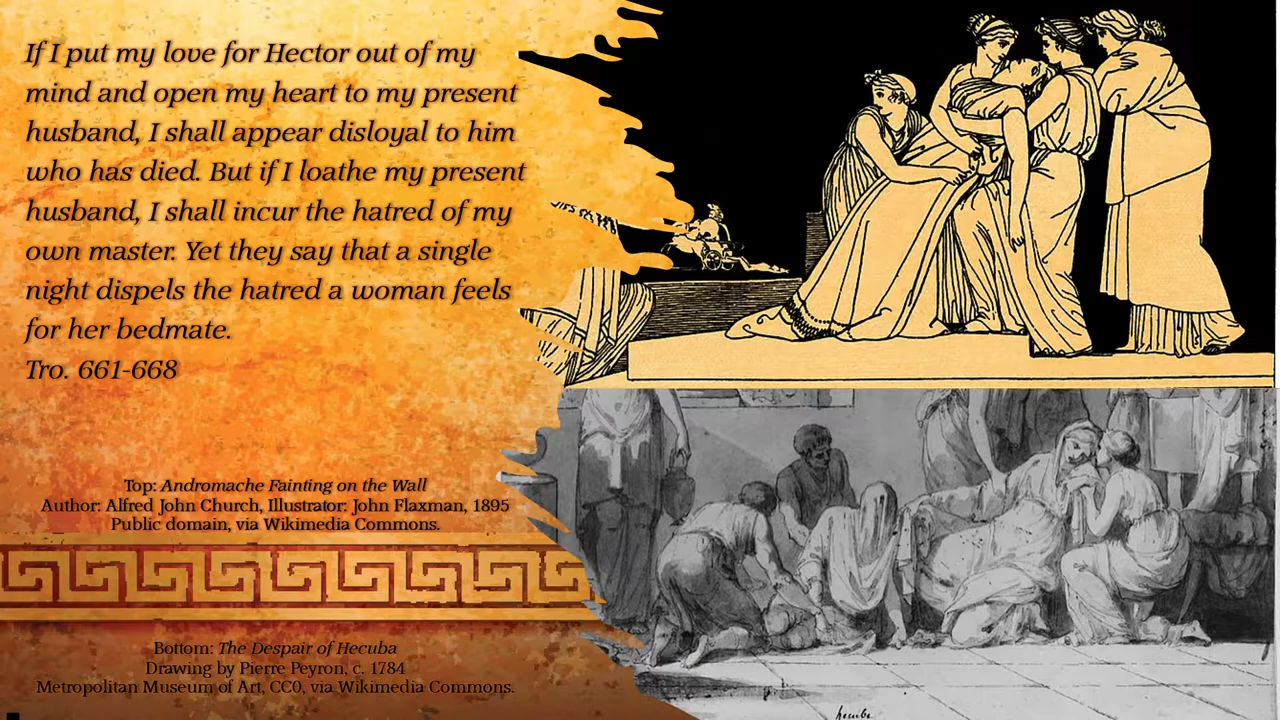 If I put my love for Hector out of my
mind and open my heart to my present
husband, I shall appear disloyal to him
who has died. But if I loathe my present
husband, I shall incur the hatred of my
own master. Yet they say that a single
night dispels the hatred a woman feels
for her bedmate.
Tro. 661-668
Top: Andromache Fainting on the Wall
Author: Alfred John Church, Illustrator: John Flaxman, 1895
Public domain, via Wikimedia Commons.
Bottom: The Despair of Hecuba
Drawing by Pierre Peyron, c. 1784
Metropolitan Museum of Art, CC0, via Wikimedia Commons.
hecube